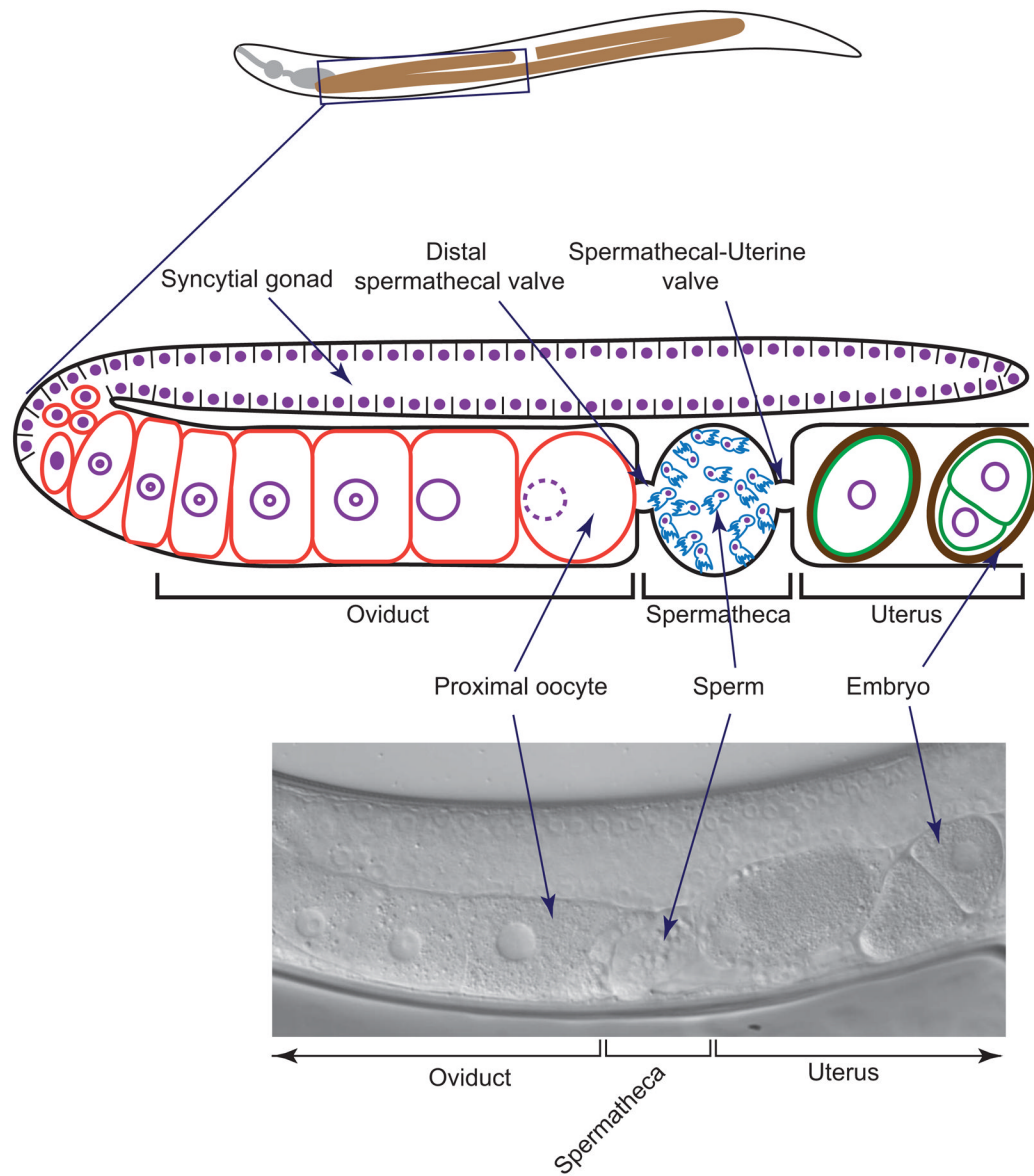 Syncytial gonad
Distal
spermathecal valve
Spermathecal-Uterine
valve
Oviduct
Spermatheca
Uterus
Proximal oocyte
Sperm
Embryo
Oviduct
Spermatheca
Uterus